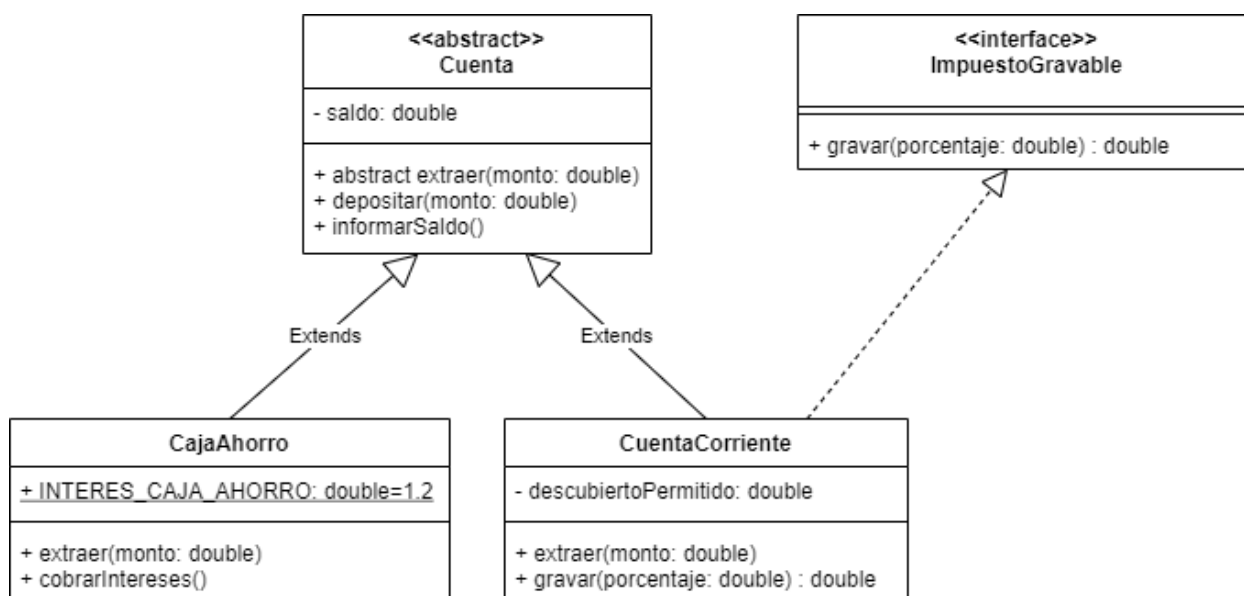 <<abstract>>
Cuenta
- saldo: double
+ abstract extraer(monto: double)
+ depositar(monto: double)
+ informarSaldo()
<<interface>>
ImpuestoGravable
+ gravar(porcentaje: double) : double
Extends
Extends
CajaAhorro
+ INTERES_CAJA_AHORRO: double=1.2
+ extraer(monto: double)
+ cobrarIntereses()
CuentaCorriente
- descubiertoPermitido: double
+ extraer(monto: double)
+ gravar(porcentaje: double) : double